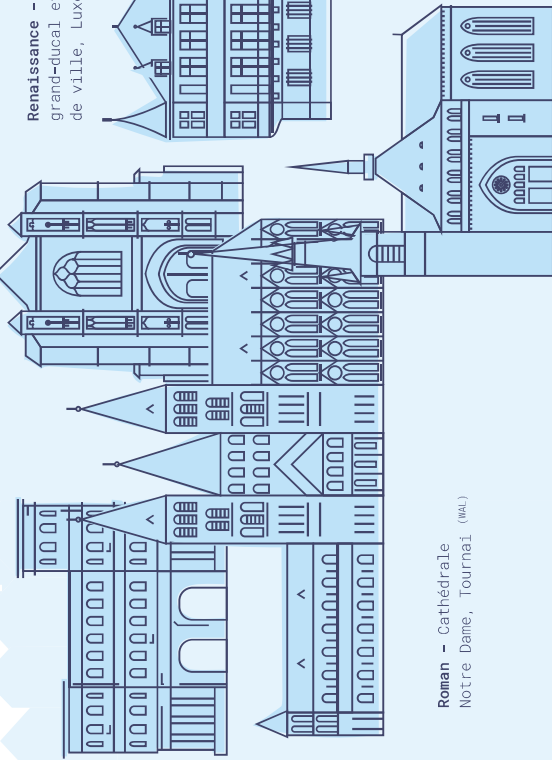 Renaissance –
grand-ducal e
de ville, Lux
Roman – Cathédrale
Notre Dame, Tournai (WAL)